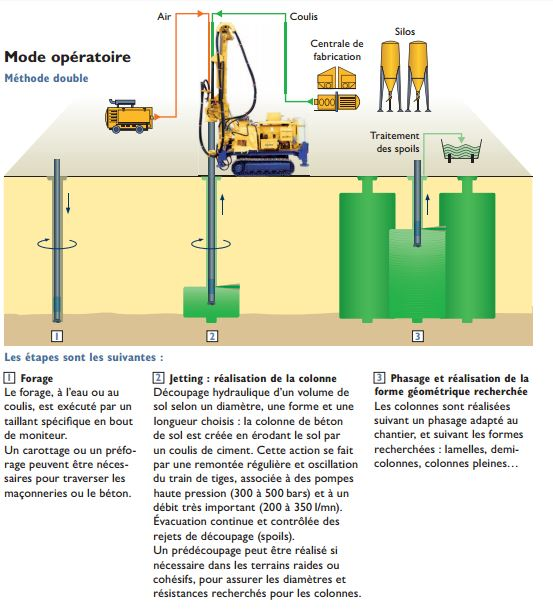 Air
Coulis
Mode opératoire
Méthode double
Centrale de
fabrication
Silos
Traitement
des spoils
1
2
3
Les étapes sont les suivantes :
1 Forage
Le forage, à l'eau ou au
coulis, est exécuté par un
taillant spécifique en bout
de moniteur.
Un carottage ou un préfo-
rage peuvent être néces-
saires pour traverser les
maçonneries ou le béton.
2 Jetting : réalisation de la colonne
Découpage hydraulique d'un volume de
sol selon un diamètre, une forme et une
longueur choisis : la colonne de béton
de sol est créée en érodant le sol par
un coulis de ciment. Cette action se fait
par une remontée régulière et oscillation
du train de tiges, associée à des pompes
haute pression (300 à 500 bars) et à un
débit très important (200 à 350 l/mn).
Évacuation continue et contrôlée des
rejets de découpage (spoils).
Un prédécoupage peut être réalisé si
nécessaire dans les terrains raides ou
cohésifs, pour assurer les diamètres et
résistances recherchés pour les colonnes.
3 Phasage et réalisation de la
forme géométrique recherchée
Les colonnes sont réalisées
suivant un phasage adapté au
chantier, et suivant les formes
recherchées : lamelles, demi-
colonnes, colonnes pleines…